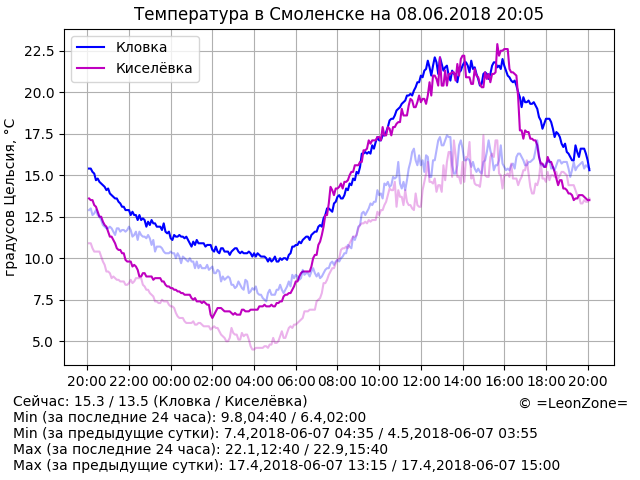 Температура в Смоленске на 08.06.2018 20:05
Кловка
Киселёвка
градусов Цельсия, °C
22.5
20.0
17.5
15.0
12.5
10.0
7.5
5.0
20:00 22:00 00:00 02:00 04:00 06:00 08:00 10:00 12:00 14:00 16:00 18:00 20:00
Сейчас: 15.3 / 13.5 (Кловка / Киселёвка)
© =LeonZone=
Min (за последние 24 часа): 9.8,04:40 / 6.4,02:00
Min (за предыдущие сутки): 7.4,2018-06-07 04:35 / 4.5,2018-06-07 03:55
Max (за последние 24 часа): 22.1,12:40 / 22.9,15:40
Max (за предыдущие сутки): 17.4,2018-06-07 13:15 / 17.4,2018-06-07 15:00